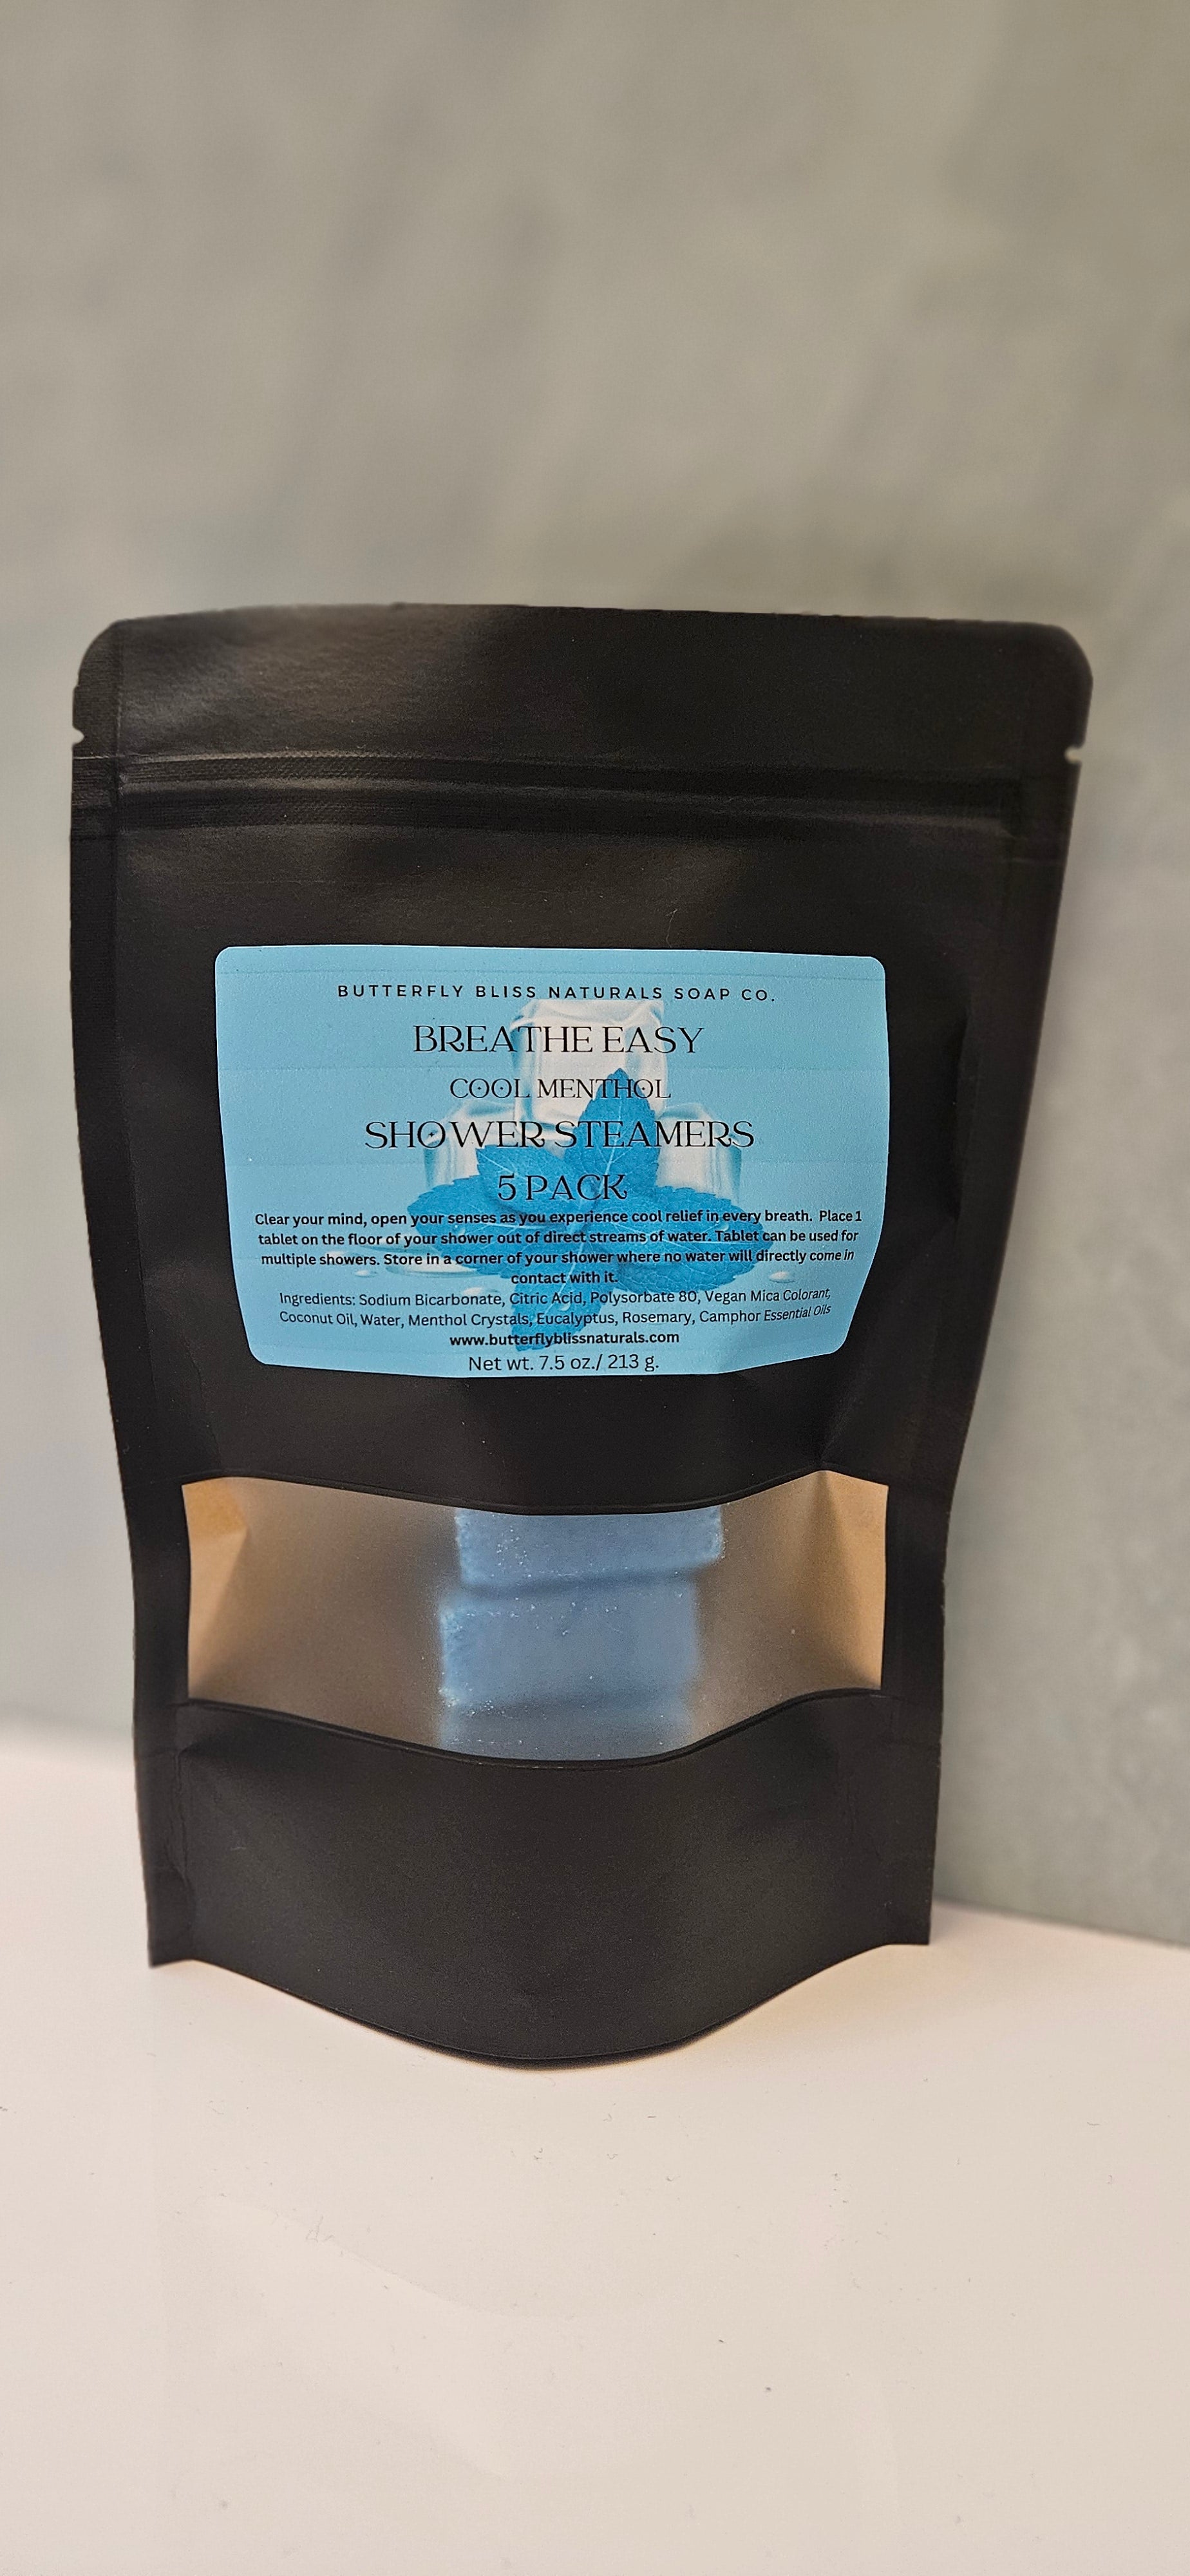 BUTTERFLY BLISS NATURALS SOAP CO.
BREATHE EASY
COOL MENTHOL
SHOWER STEAMERS
5 PACK
Clear your mind, open your senses as you experience cool relief in every breath. Place 1
tablet on the floor of your shower out of direct streams of water. Tablet can be used for
multiple showers. Store in a corner of your shower where no water will directly come in
contact with it.
Ingredients: Sodium Bicarbonate, Citric Acid, Polysorbate 80, Vegan Mica Colorant,
Coconut Oil, Water, Menthol Crystals, Eucalyptus, Rosemary, Camphor Essential Oils
www.butterflyblissnaturals.com
Net wt. 7.5 oz./ 213 g.